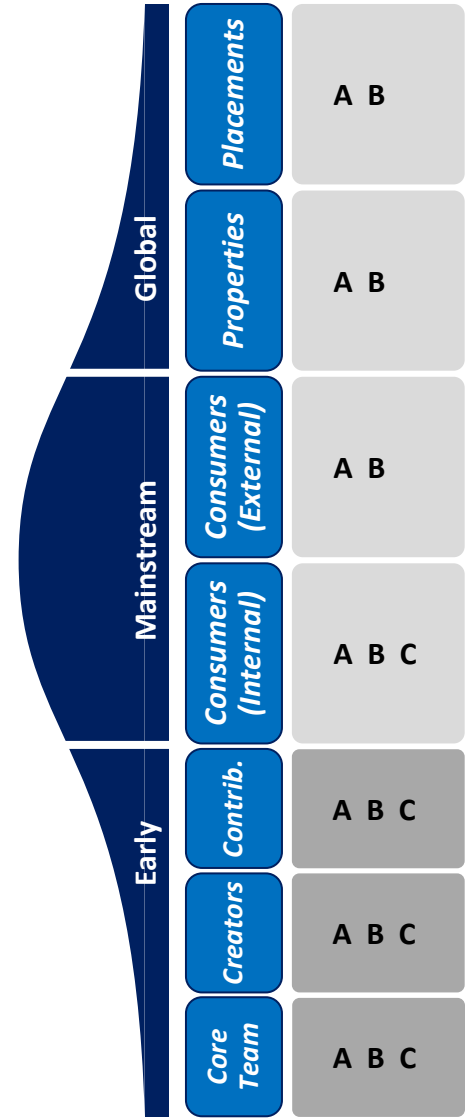 Global
Mainstream
Early
Placements
A B
Properties
A B
Consumers
(External)
A B
Consumers
(Internal)
A B C
Contrib.
A B C
Creators
A B C
Core
Team
A B C